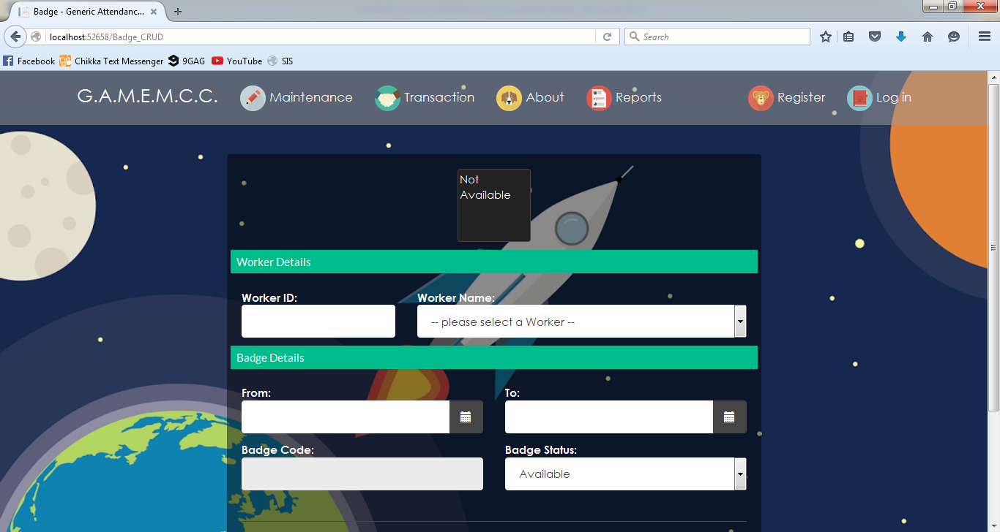 Badge - Generic Attendanc...
localhost:52658/Badge_CRUD
Search
Facebook Chikka Text Messenger 9GAG YouTube SIS
G.A.M.E.M.C.C. Maintenance Transaction About Reports Register Log in
Not
Available
Worker Details
Worker ID: Worker Name:
-- please select a Worker --
Badge Details
From: To:
Badge Code: Badge Status:
Available